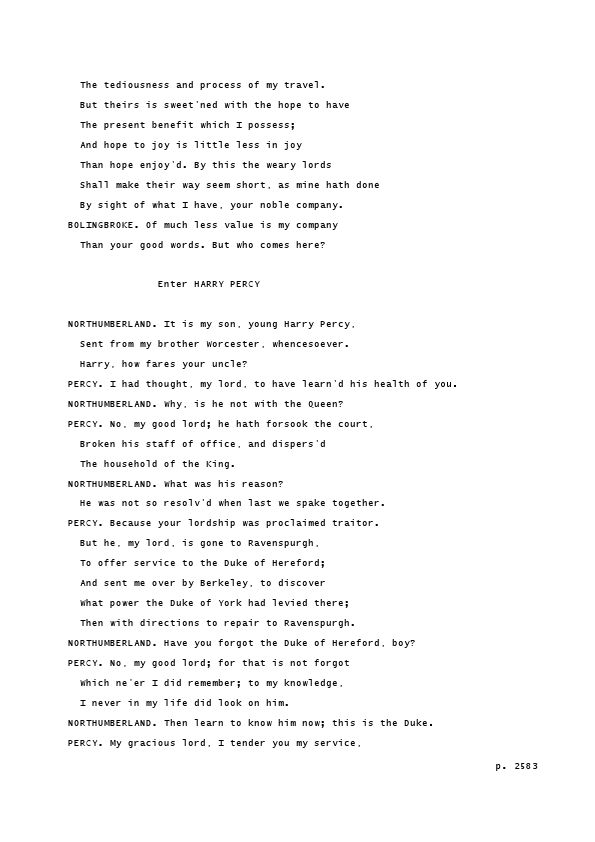 The tediousness and process of my travel.
But theirs is sweet'ned with the hope to have
The present benefit which I possess;
And hope to joy is little less in joy
Than hope enjoy'd. By this the weary lords
Shall make their way seem short, as mine hath done
By sight of what I have, your noble company.
BOLINGBROKE. Of much less value is my company
Than your good words. But who comes here?
Enter HARRY PERCY
NORTHUMBERLAND. It is my son, young Harry Percy,
Sent from my brother Worcester, whencesoever.
Harry, how fares your uncle?
PERCY. I had thought, my lord, to have learn'd his health of you.
NORTHUMBERLAND. Why, is he not with the Queen?
PERCY. No, my good lord; he hath forsook the court,
Broken his staff of office, and dispers'd
The household of the King.
NORTHUMBERLAND. What was his reason?
He was not so resolv'd when last we spake together.
PERCY. Because your lordship was proclaimed traitor.
But he, my lord, is gone to Ravenspurgh,
To offer service to the Duke of Hereford;
And sent me over by Berkeley, to discover
What power the Duke of York had levied there;
Then with directions to repair to Ravenspurgh.
NORTHUMBERLAND. Have you forgot the Duke of Hereford, boy?
PERCY. No, my good lord; for that is not forgot
Which ne'er I did remember; to my knowledge,
I never in my life did look on him.
NORTHUMBERLAND. Then learn to know him now; this is the Duke.
PERCY. My gracious lord, I tender you my service,
p. 2583